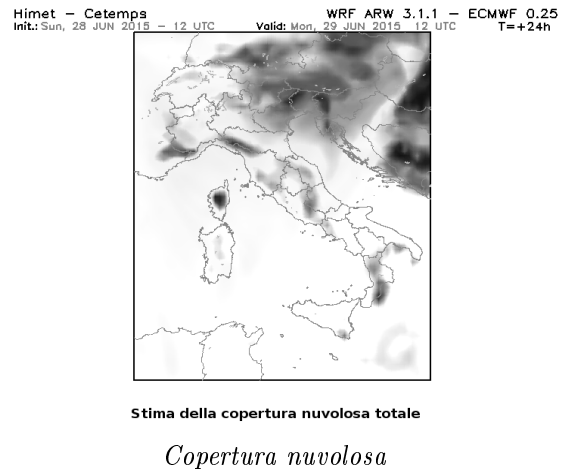 Himet – Cetemps WRF ARW 3.1.1 – ECMWF 0.25
Init.: Sun, 28 JUN 2015 – 12 UTC Valid: Mon, 29 JUN 2015 12 UTC T=+24h
Stima della copertura nuvolosa totale
Copertura nuvolosa